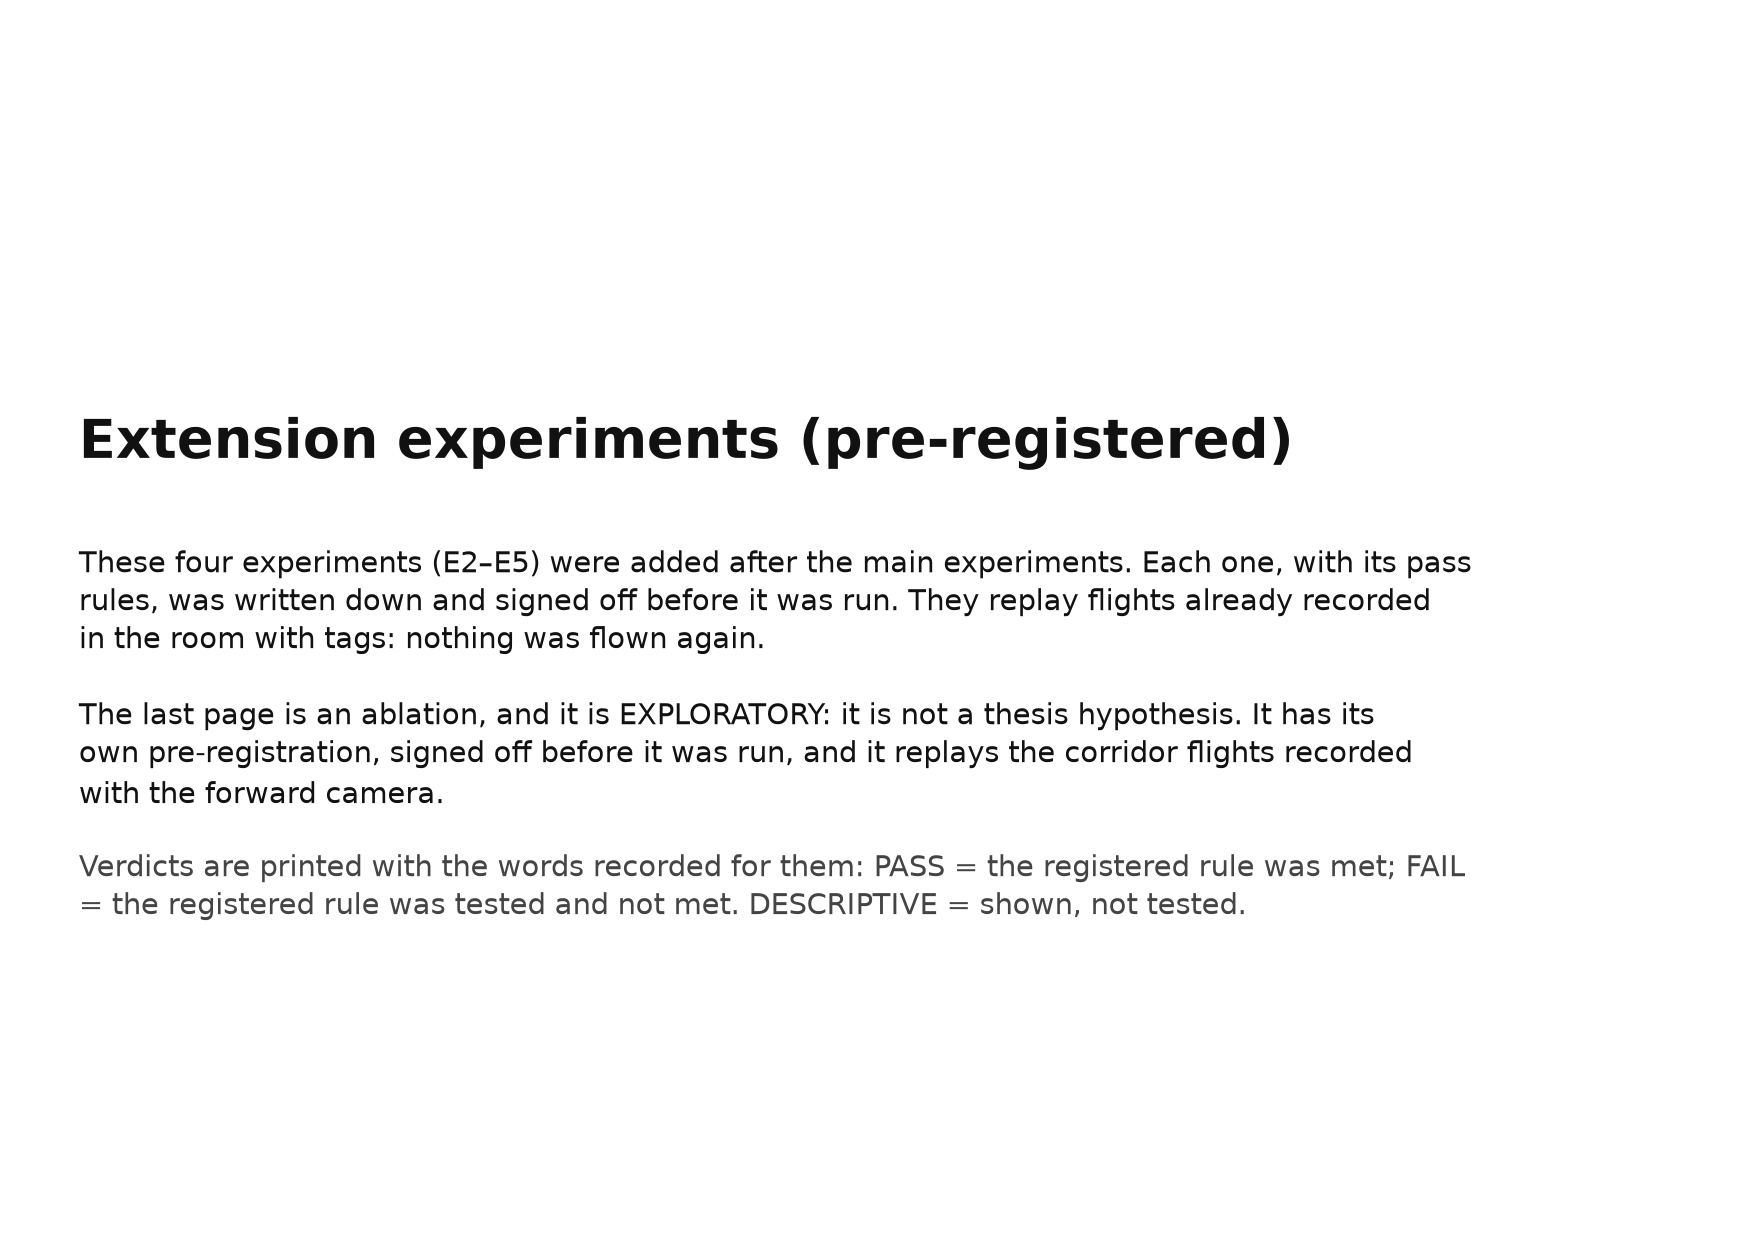 Extension experiments (pre-registered)
These four experiments (E2–E5) were added after the main experiments. Each one, with its pass
rules, was written down and signed off before it was run. They replay flights already recorded
in the room with tags: nothing was flown again.
The last page is an ablation, and it is EXPLORATORY: it is not a thesis hypothesis. It has its
own pre-registration, signed off before it was run, and it replays the corridor flights recorded
with the forward camera.
Verdicts are printed with the words recorded for them: PASS = the registered rule was met; FAIL
= the registered rule was tested and not met. DESCRIPTIVE = shown, not tested.